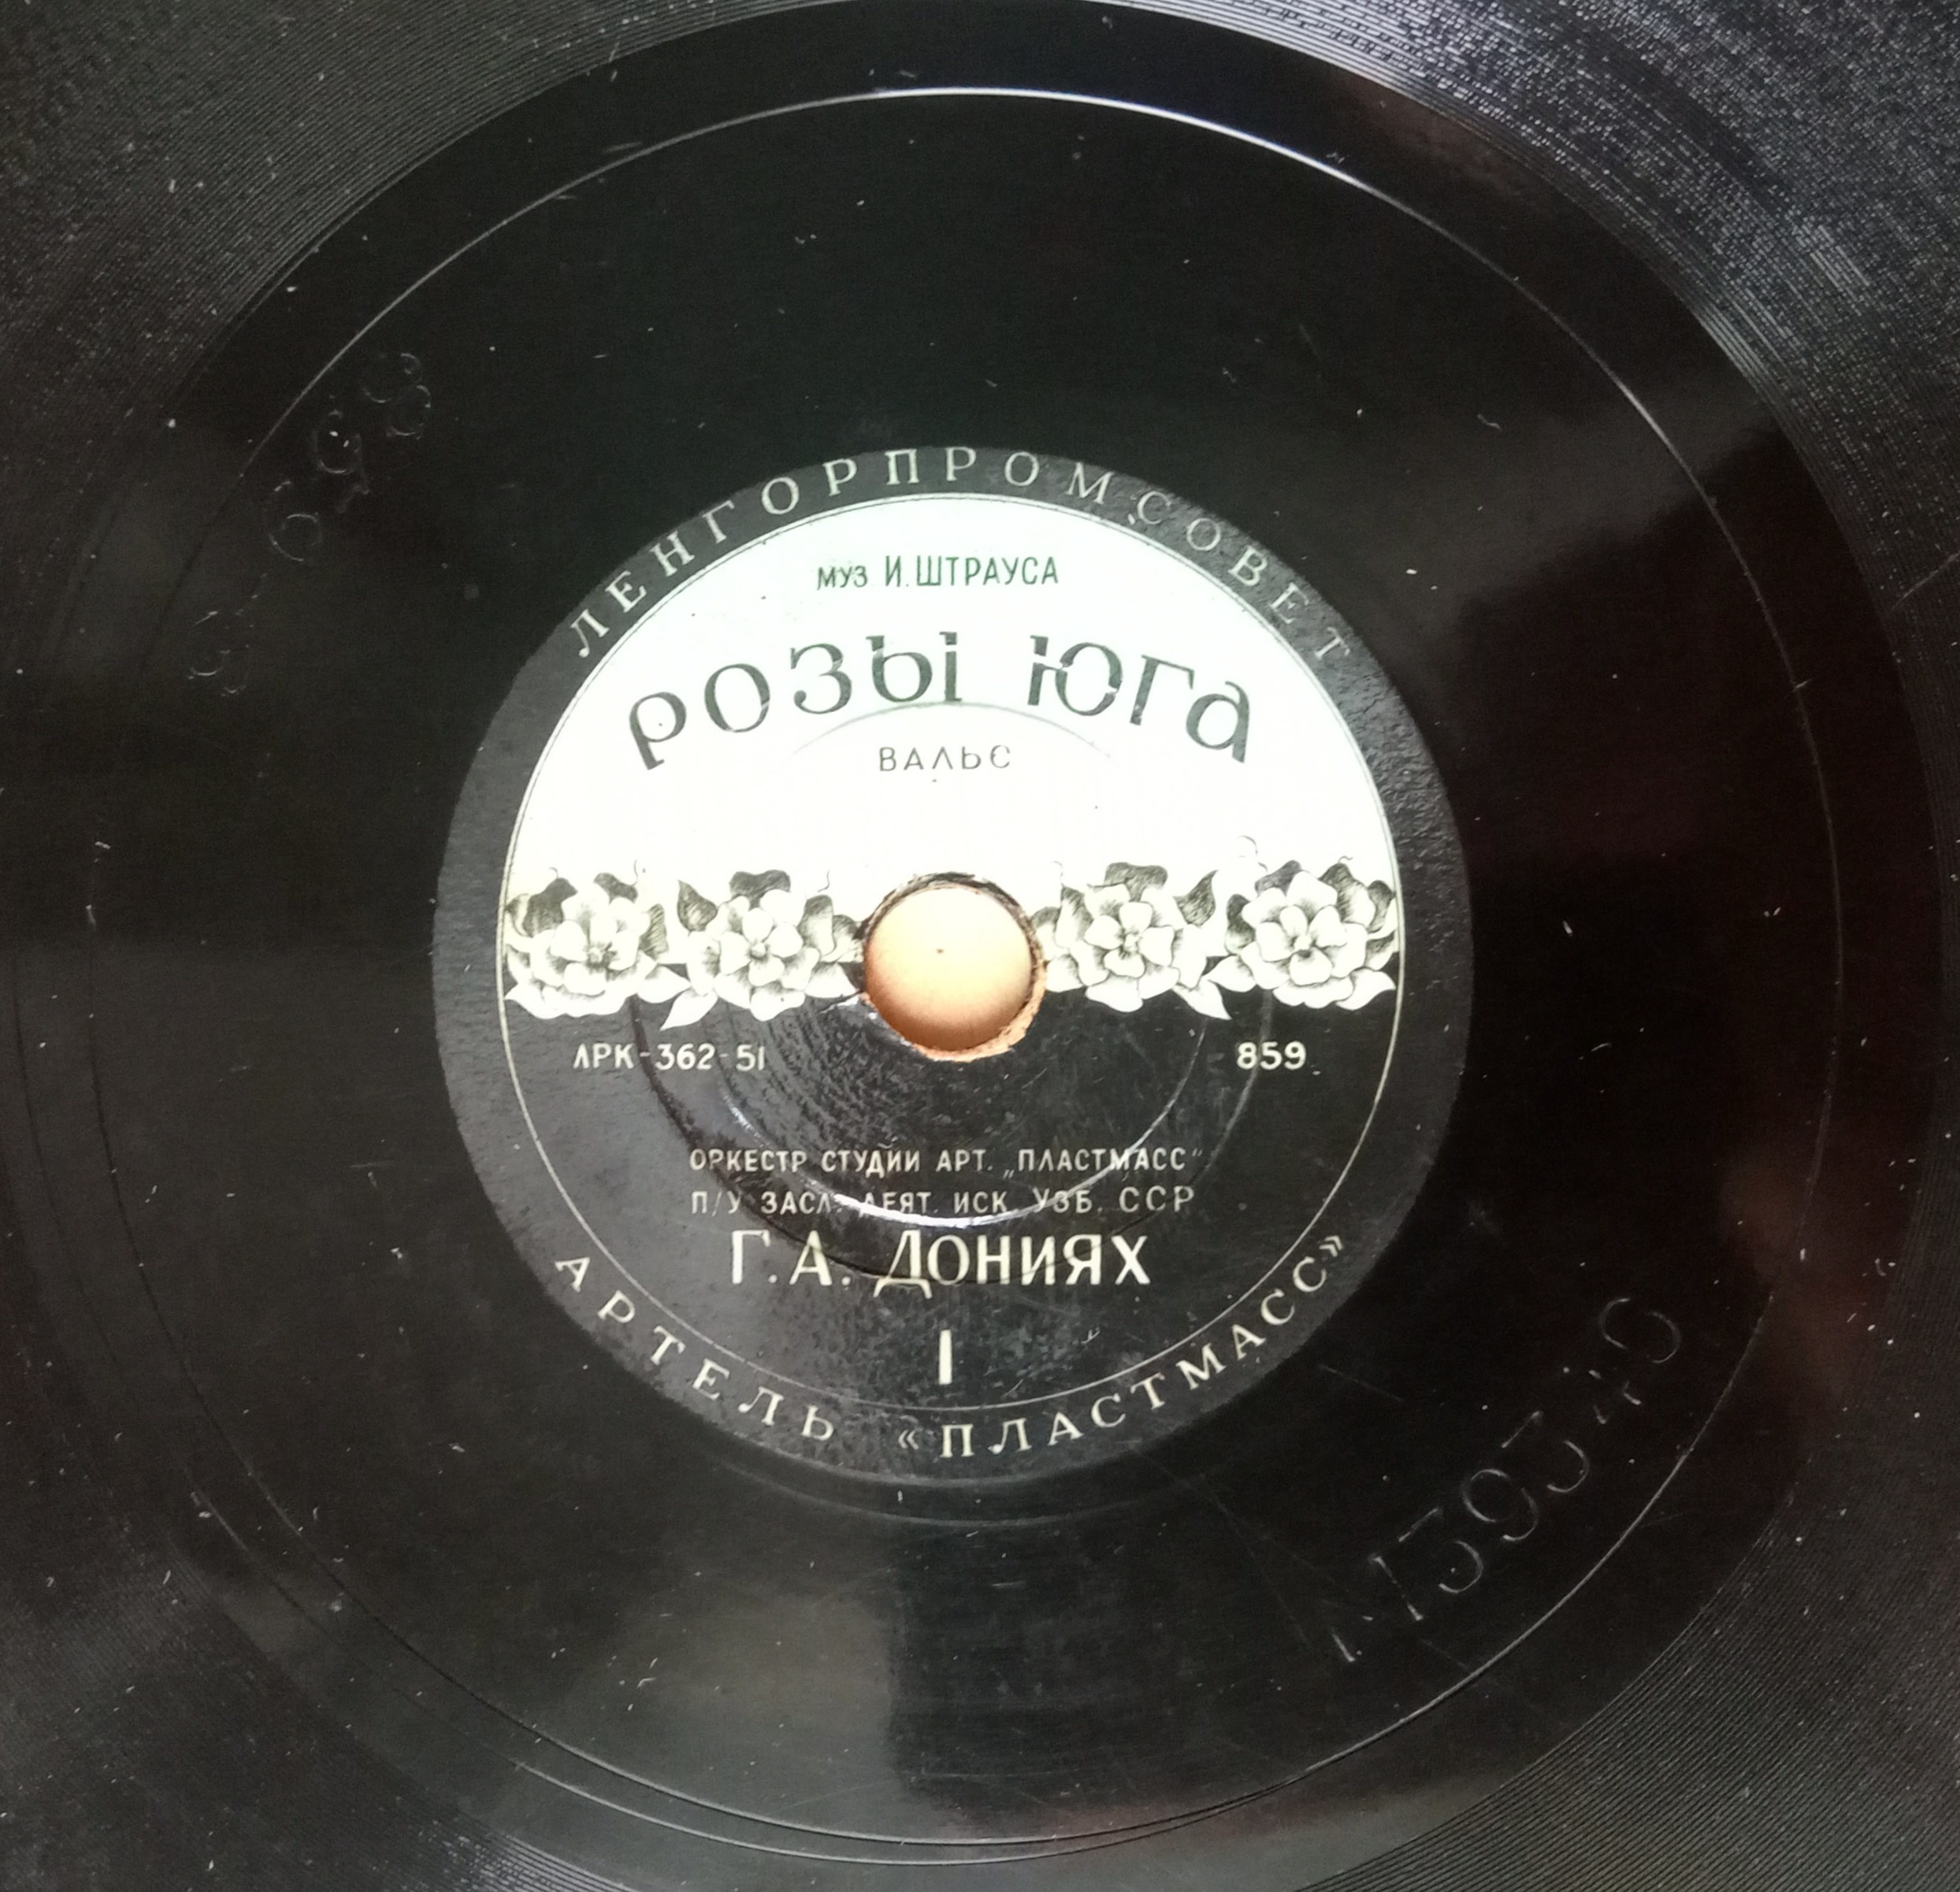 ЛЕНГОРПРОМСОВЕТ
МУЗ И. ШТРАУСА
РОЗЫ ЮГА
ВАЛЬС
ЛРК-362-51
859
ОРКЕСТР СТУДИИ АРТ. „ПЛАСТМАСС“
П/У ЗАСЛ. ДЕЯТ. ИСК. УЗБ. ССР
Г.А. ДОНИЯХ
I
АРТЕЛЬ «ПЛАСТМАСС»